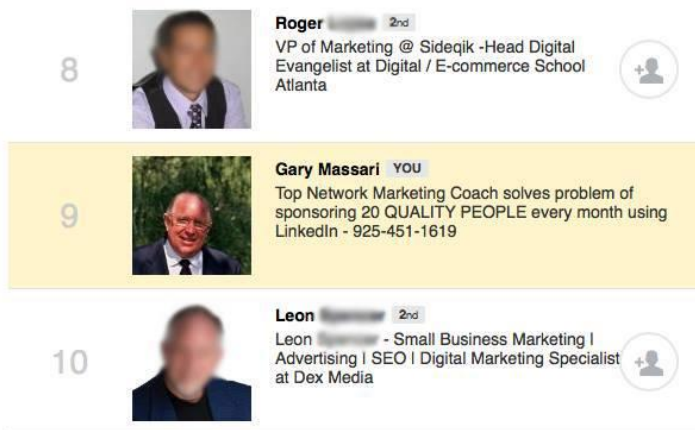 8
Roger 2nd
VP of Marketing @ Sideqik -Head Digital
Evangelist at Digital / E-commerce School
Atlanta
9
Gary Massari YOU
Top Network Marketing Coach solves problem of
sponsoring 20 QUALITY PEOPLE every month using
LinkedIn - 925-451-1619
10
Leon 2nd
Leon - Small Business Marketing I
Advertising I SEO I Digital Marketing Specialist
at Dex Media